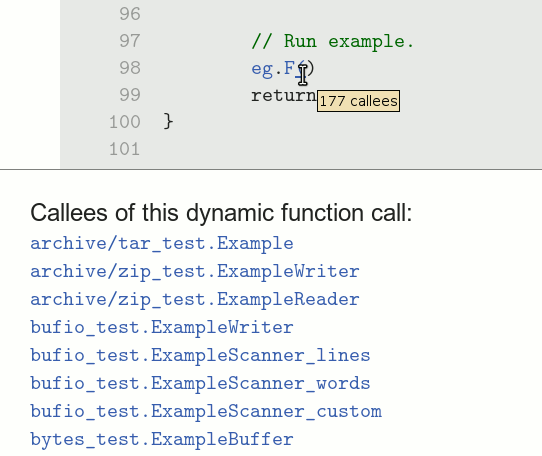 96
97 // Run example.
98 eg.F()
99 return
177 callees
100 }
101
Callees of this dynamic function call:
archive/tar_test.Example
archive/zip_test.ExampleWriter
archive/zip_test.ExampleReader
bufio_test.ExampleWriter
bufio_test.ExampleScanner_lines
bufio_test.ExampleScanner_words
bufio_test.ExampleScanner_custom
bytes_test.ExampleBuffer